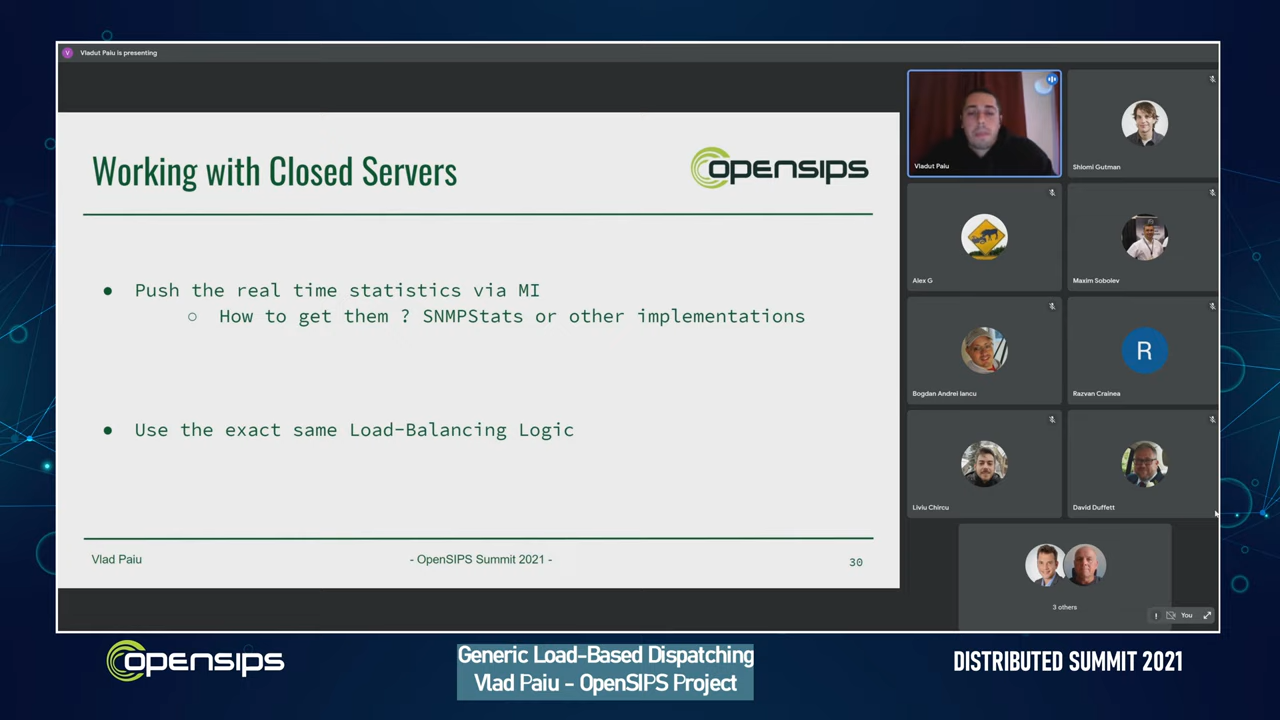 V
Vladut Paiu is presenting
Working with Closed Servers
OPENSIPS
● Push the real time statistics via MI
○ How to get them ? SNMPStats or other implementations
● Use the exact same Load-Balancing Logic
Vlad Paiu
- OpenSIPS Summit 2021 -
30
Vladut Paiu
Shlomi Gutman
Alex G
Maxim Sobolev
Bogdan Andrei Iancu
R
Razvan Crainea
Liviu Chircu
David Duffett
3 others
You
OPENSIPS
Generic Load-Based Dispatching
Vlad Paiu - OpenSIPS Project
DISTRIBUTED SUMMIT 2021